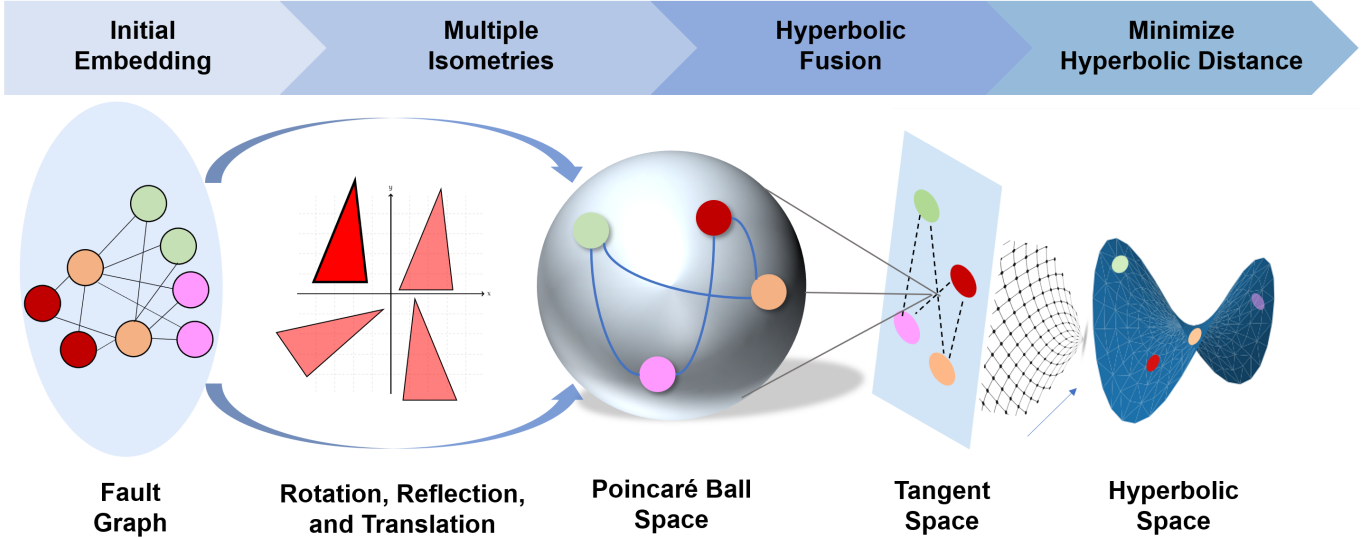 Initial
Embedding
Multiple
Isometries
Hyperbolic
Fusion
Minimize
Hyperbolic Distance
y
x
Fault
Graph
Rotation, Reflection,
and Translation
Poincaré Ball
Space
Tangent
Space
Hyperbolic
Space